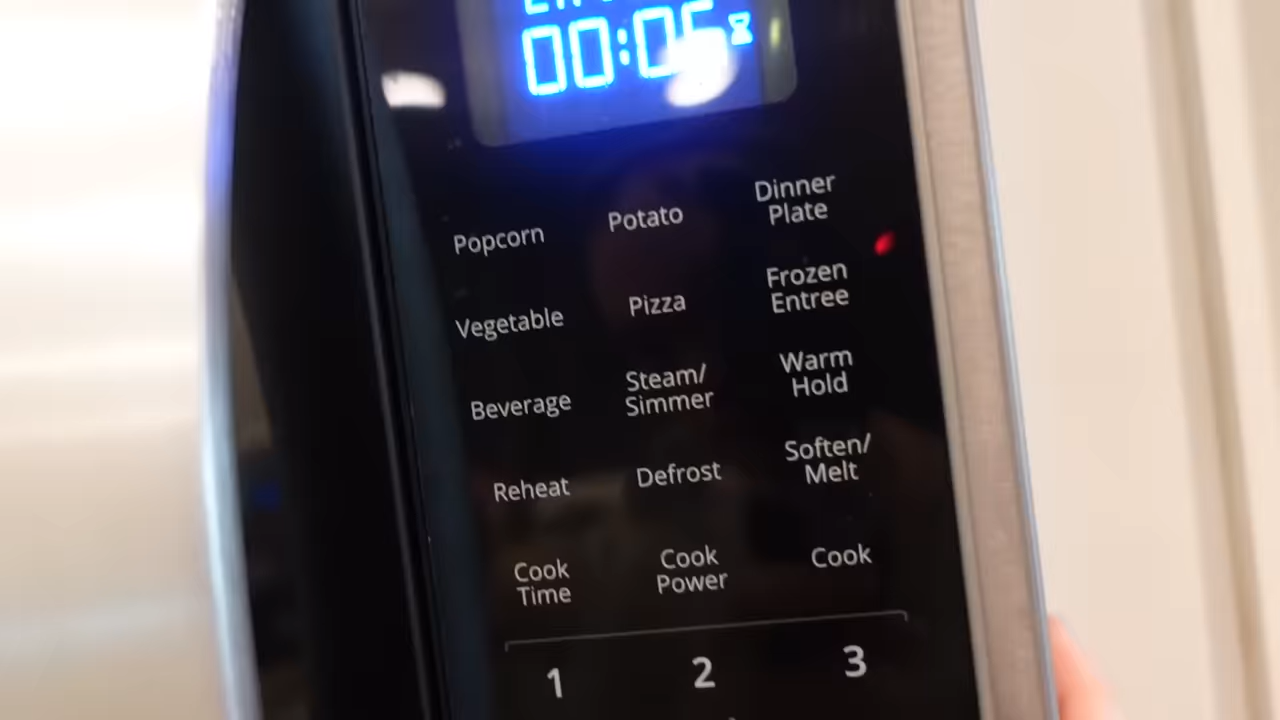 00:05
Popcorn
Potato
Dinner
Plate
Vegetable
Pizza
Frozen
Entree
Beverage
Steam/
Simmer
Warm
Hold
Reheat
Defrost
Soften/
Melt
Cook
Time
Cook
Power
Cook
1
2
3